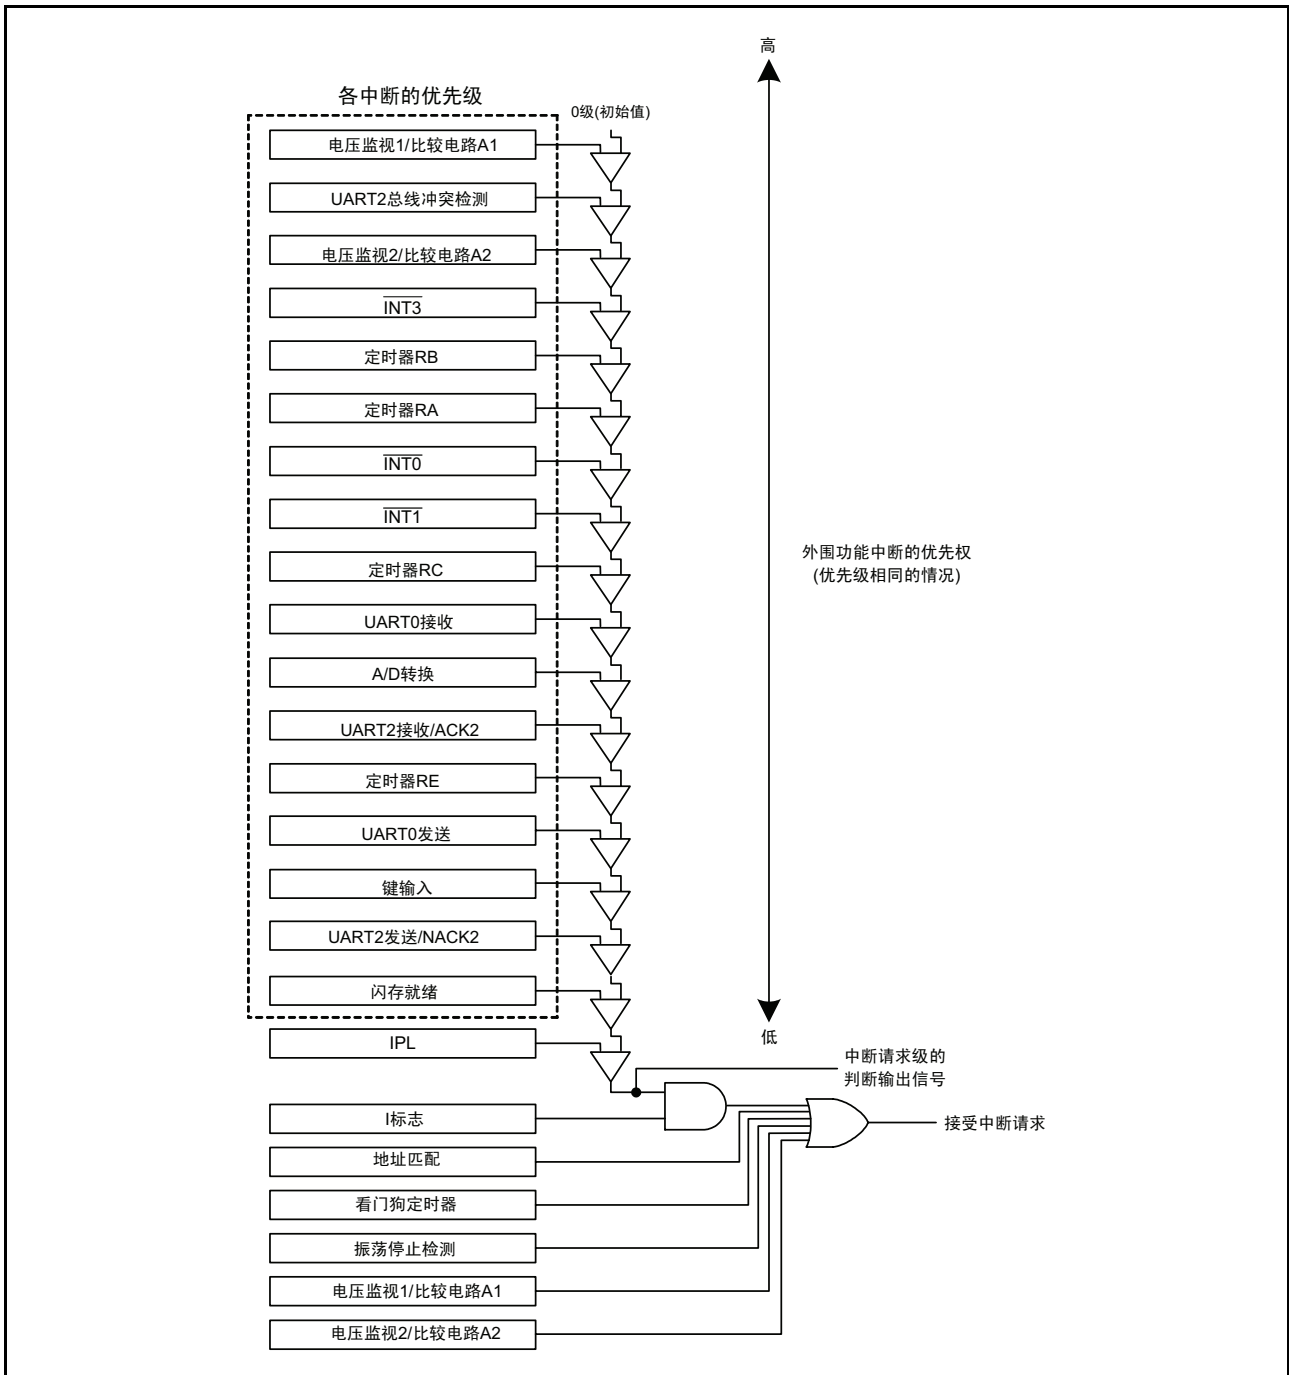 高
各中断的优先级
0级(初始值)
电压监视1/比较电路A1
UART2总线冲突检测
电压监视2/比较电路A2
INT3
定时器RB
定时器RA
INT0
INT1
定时器RC
UART0接收
A/D转换
UART2接收/ACK2
定时器RE
UART0发送
键输入
UART2发送/NACK2
闪存就绪
外围功能中断的优先权
(优先级相同的情况)
低
IPL
中断请求级的
判断输出信号
I标志
接受中断请求
地址匹配
看门狗定时器
振荡停止检测
电压监视1/比较电路A1
电压监视2/比较电路A2